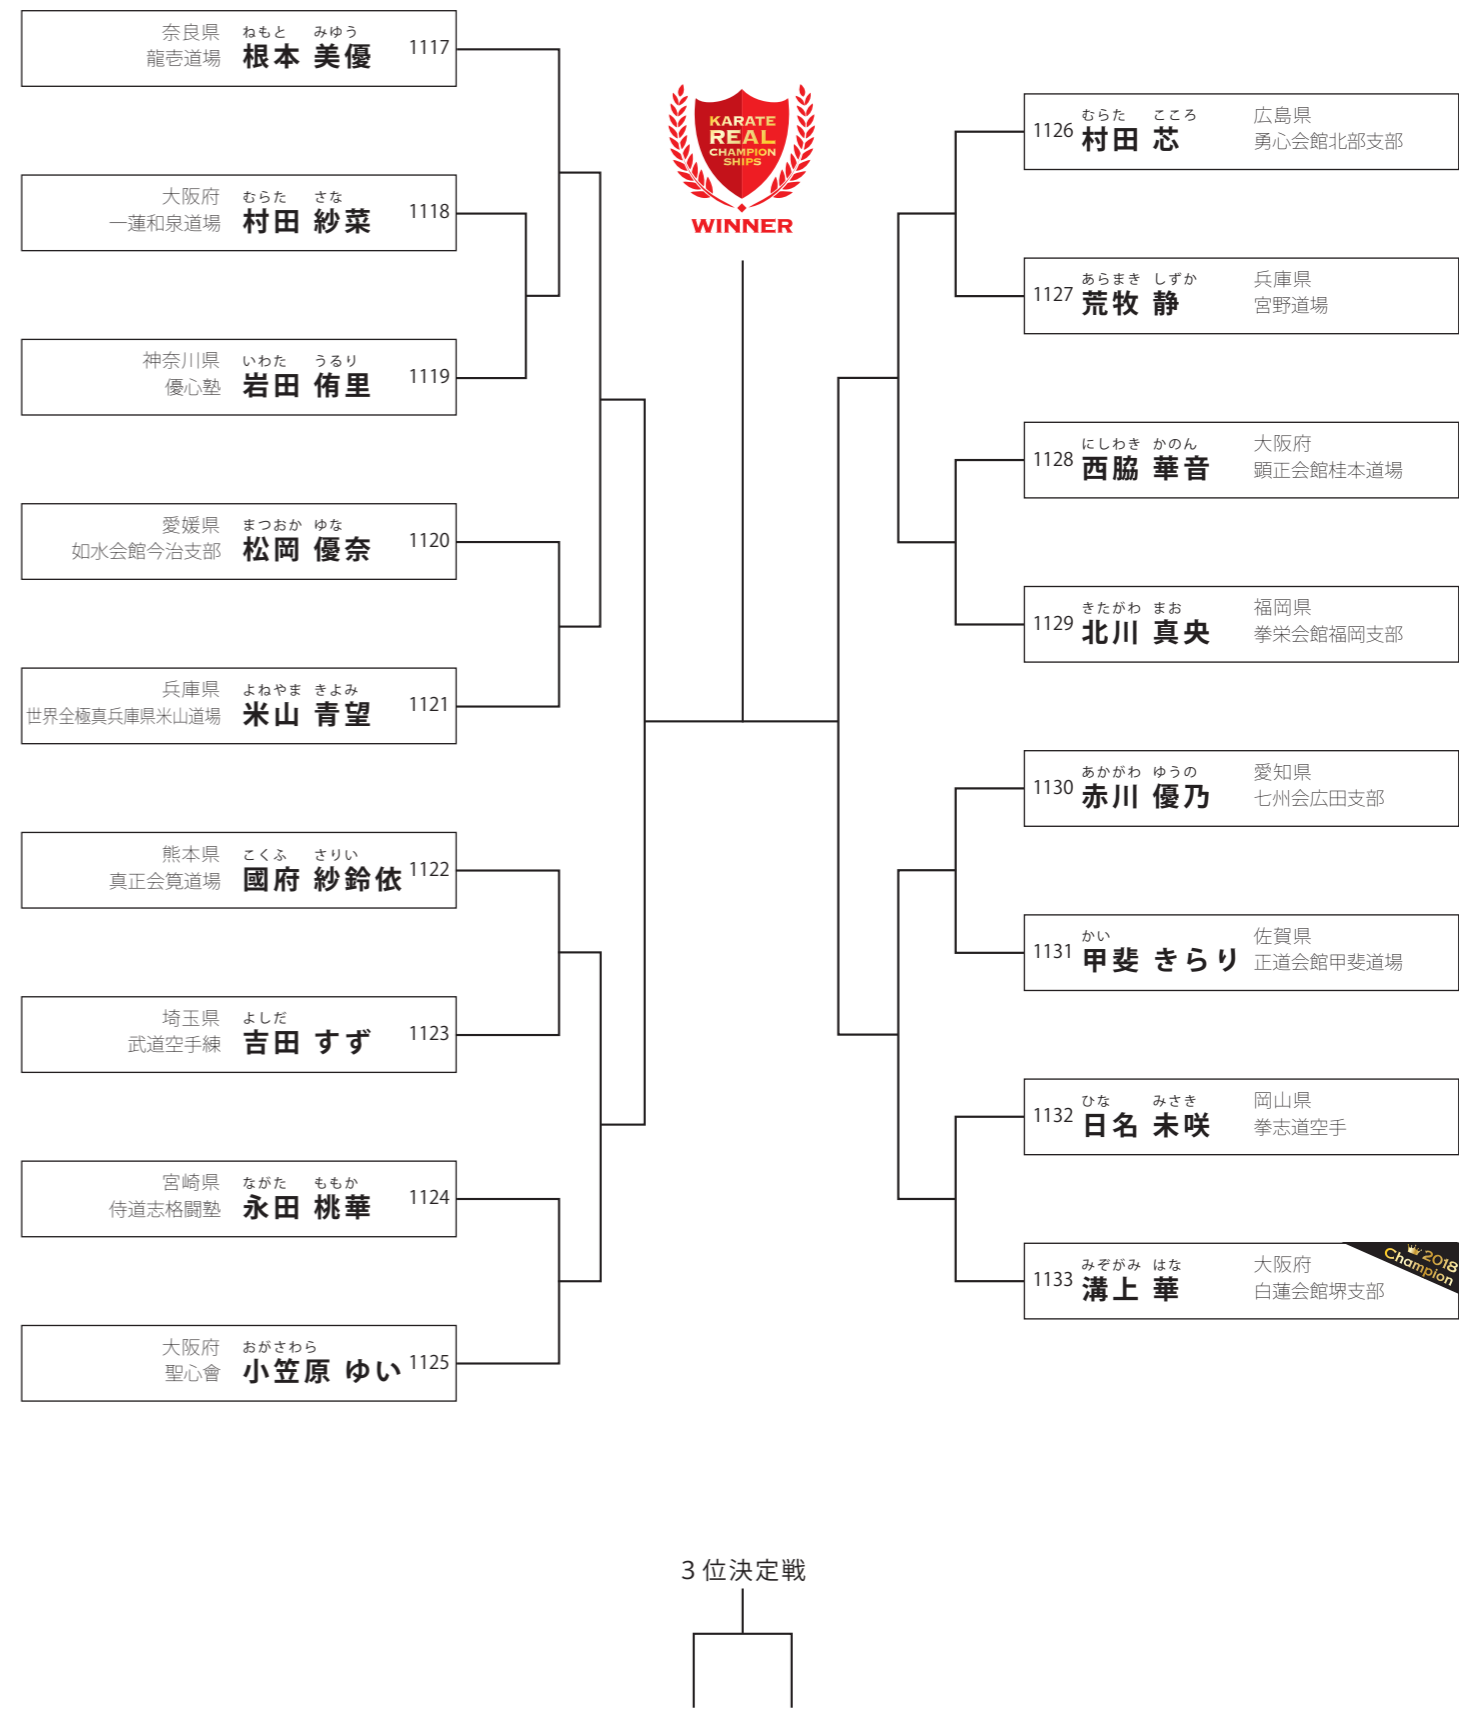 奈良県
龍壱道場
ねもと みゆう
根本 美優
1117
大阪府
一蓮和泉道場
むらた さな
村田 紗菜
1118
神奈川県
優心塾
いわた うるり
岩田 侑里
1119
愛媛県
如水会館今治支部
まつおか ゆな
松岡 優奈
1120
兵庫県
世界全極真兵庫県米山道場
よねやま きよみ
米山 青望
1121
熊本県
真正会筧道場
こくふ さりい
國府 紗鈴依
1122
埼玉県
武道空手練
よしだ
吉田 すず
1123
宮崎県
侍道志格闘塾
ながた ももか
永田 桃華
1124
大阪府
聖心會
おがさわら
小笠原 ゆい
1125
KARATE
REAL
CHAMPION
SHIPS
WINNER
1126
むらた こころ
村田 芯
広島県
勇心会館北部支部
1127
あらまき しずか
荒牧 静
兵庫県
宮野道場
1128
にしわき かのん
西脇 華音
大阪府
顕正会館桂本道場
1129
きたがわ まお
北川 真央
福岡県
拳栄会館福岡支部
1130
あかがわ ゆうの
赤川 優乃
愛知県
七州会広田支部
1131
かい
甲斐 きらり
佐賀県
正道会館甲斐道場
1132
ひな みさき
日名 未咲
岡山県
拳志道空手
1133
みぞがみ はな
溝上 華
大阪府
白蓮会館堺支部
2018
Champion
3 位決定戦